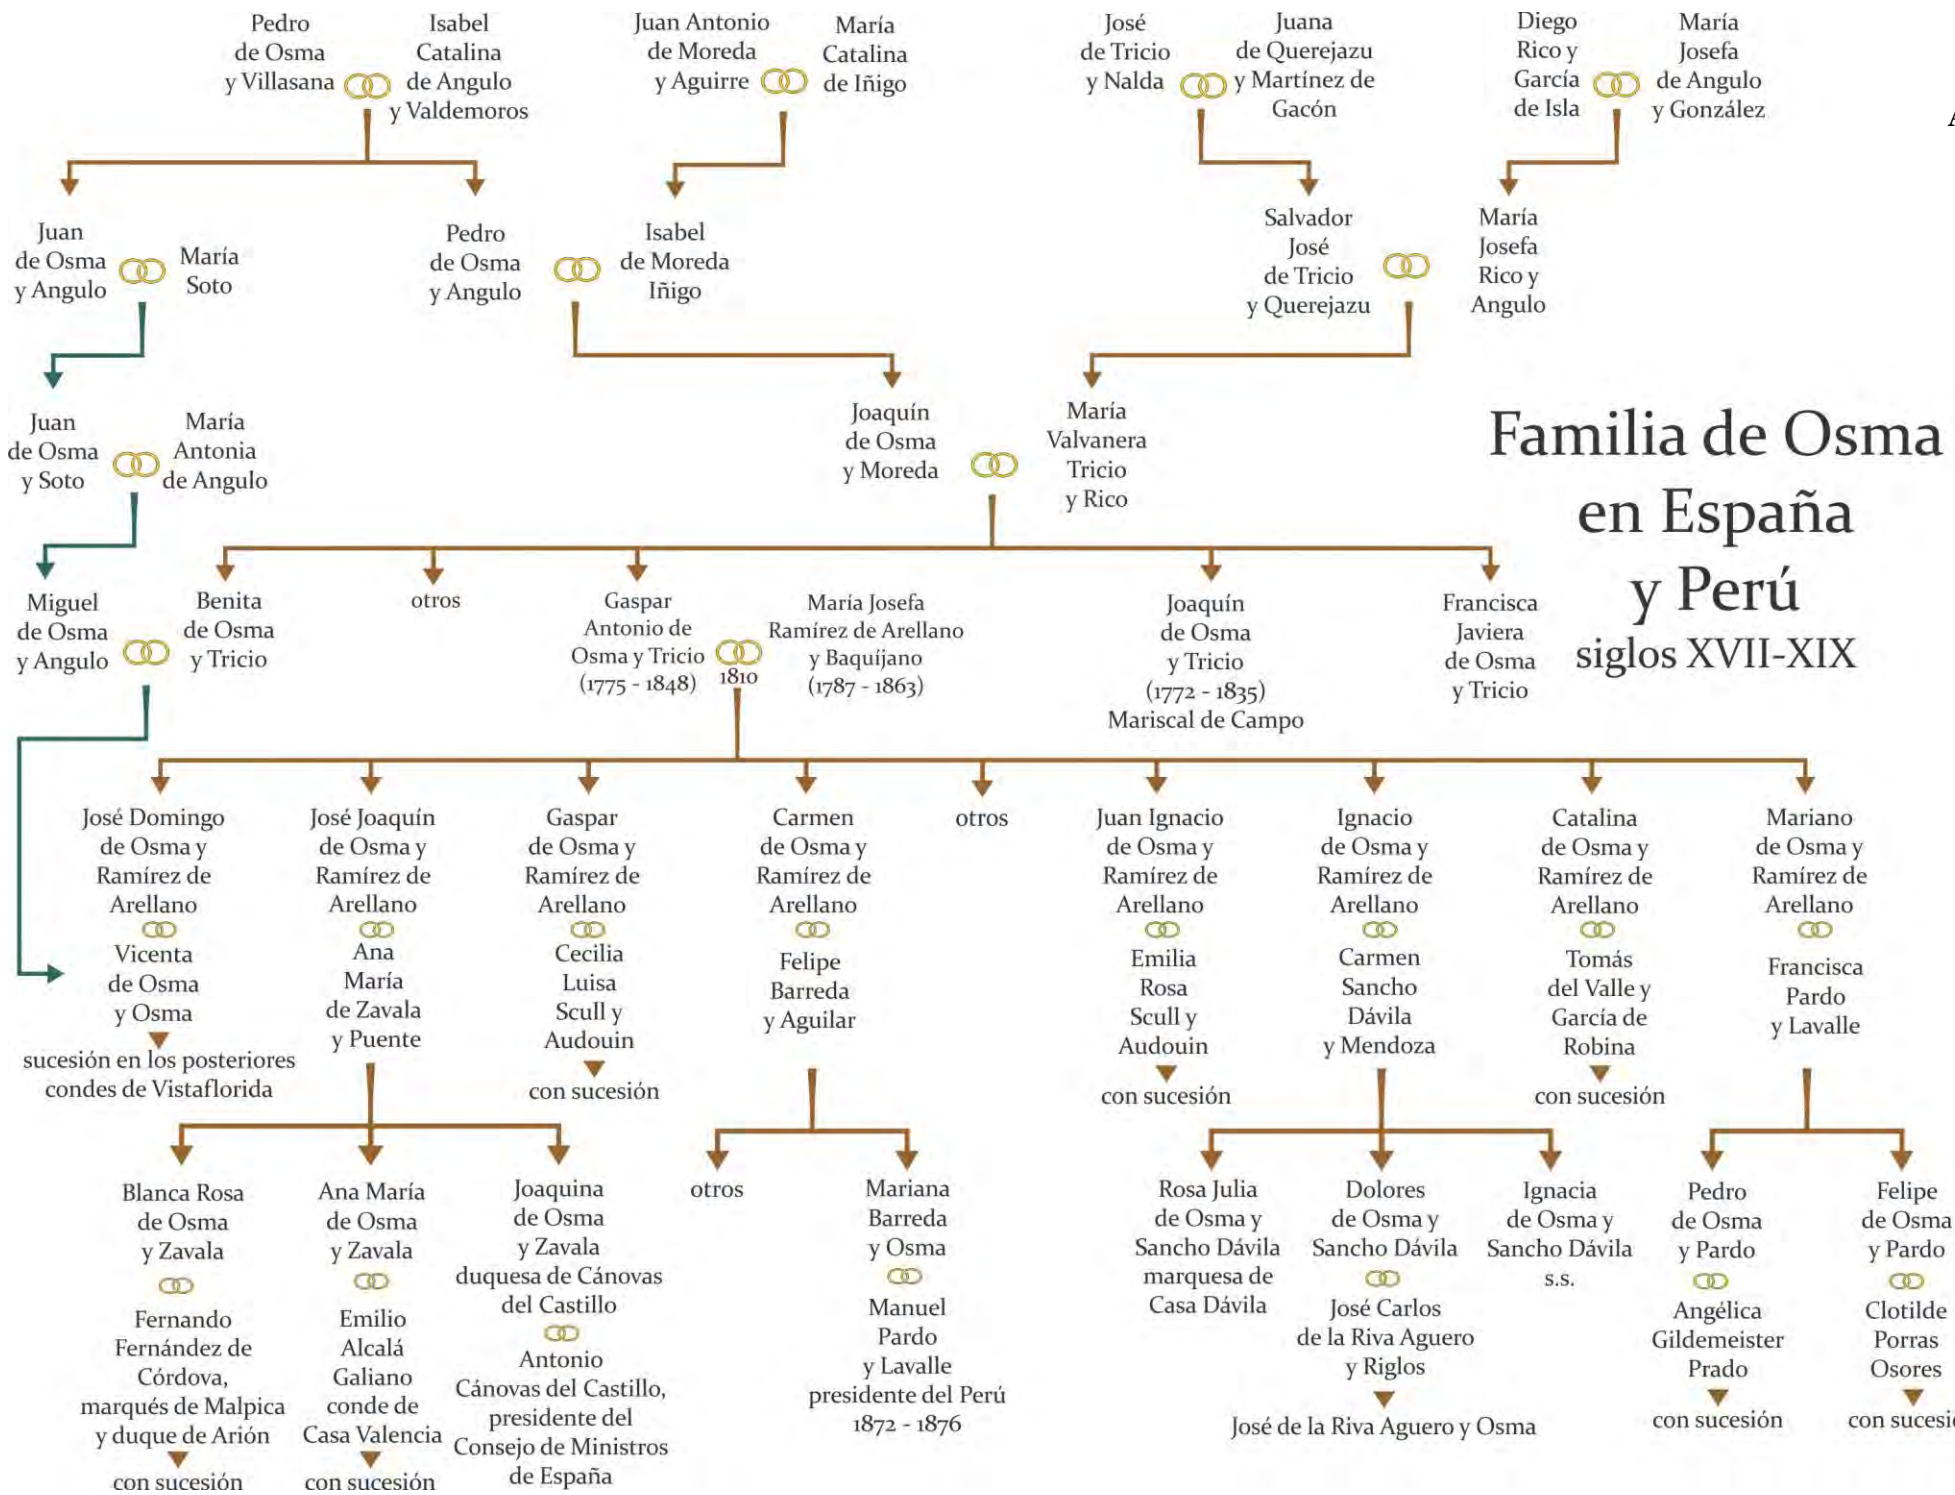 Pedro
de Osma
y Villasana
Isabel
Catalina
de Angulo
y Valdemoros
Juan Antonio
de Moreda
y Aguirre
María
Catalina
de Iñigo
José
de Tricio
y Nalda
Juana
de Querejazu
y Martínez de
Gacón
Diego
Rico y
García
de Isla
María
Josefa
de Angulo
y González
A
Juan
de Osma
y Angulo
María
Soto
Pedro
de Osma
y Angulo
Isabel
de Moreda
Iñigo
Salvador
José
de Tricio
y Querejazu
María
Josefa
Rico y
Angulo
Juan
de Osma
y Soto
María
Antonia
de Angulo
Joaquín
de Osma
y Moreda
María
Valvanera
Tricio
y Rico
Familia de Osma
en España
y Perú
siglos XVII-XIX
Miguel
de Osma
y Angulo
Benita
de Osma
y Tricio
otros
Gaspar
Antonio de
Osma y Tricio
(1775 - 1848)
1810
María Josefa
Ramírez de Arellano
y Baquíjano
(1787 - 1863)
Joaquín
de Osma
y Tricio
(1772 - 1835)
Mariscal de Campo
Francisca
Javiera
de Osma
y Tricio
José Domingo
de Osma y
Ramírez de
Arellano
Vicenta
de Osma
y Osma
sucesión en los posteriores
condes de Vistaflorida
José Joaquín
de Osma y
Ramírez de
Arellano
Ana
María
de Zavala
y Puente
Gaspar
de Osma y
Ramírez de
Arellano
Cecilia
Luisa
Scull y
Audouin
con sucesión
Carmen
de Osma y
Ramírez de
Arellano
Felipe
Barreda
y Aguilar
otros
Juan Ignacio
de Osma y
Ramírez de
Arellano
Emilia
Rosa
Scull y
Audouin
con sucesión
Ignacio
de Osma y
Ramírez de
Arellano
Carmen
Sancho
Dávila
y Mendoza
Catalina
de Osma y
Ramírez de
Arellano
Tomás
del Valle y
García de
Robina
con sucesión
Mariano
de Osma y
Ramírez de
Arellano
Francisca
Pardo
y Lavalle
Blanca Rosa
de Osma
y Zavala
Fernando
Fernández de
Córdova,
marqués de Malpica
y duque de Arión
con sucesión
Ana María
de Osma
y Zavala
Emilio
Alcalá
Galiano
conde de
Casa Valencia
con sucesión
Joaquina
de Osma
y Zavala
duquesa de Cánovas
del Castillo
Antonio
Cánovas del Castillo,
presidente del
Consejo de Ministros
de España
otros
Mariana
Barreda
y Osma
Manuel
Pardo
y Lavalle
presidente del Perú
1872 - 1876
Rosa Julia
de Osma y
Sancho Dávila
marquesa de
Casa Dávila
Dolores
de Osma y
Sancho Dávila
José Carlos
de la Riva Aguero
y Riglos
José de la Riva Aguero y Osma
Ignacia
de Osma y
Sancho Dávila
s.s.
Pedro
de Osma
y Pardo
Angélica
Gildemeister
Prado
con sucesión
Felipe
de Osma
y Pardo
Clotilde
Porras
Osores
con sucesi